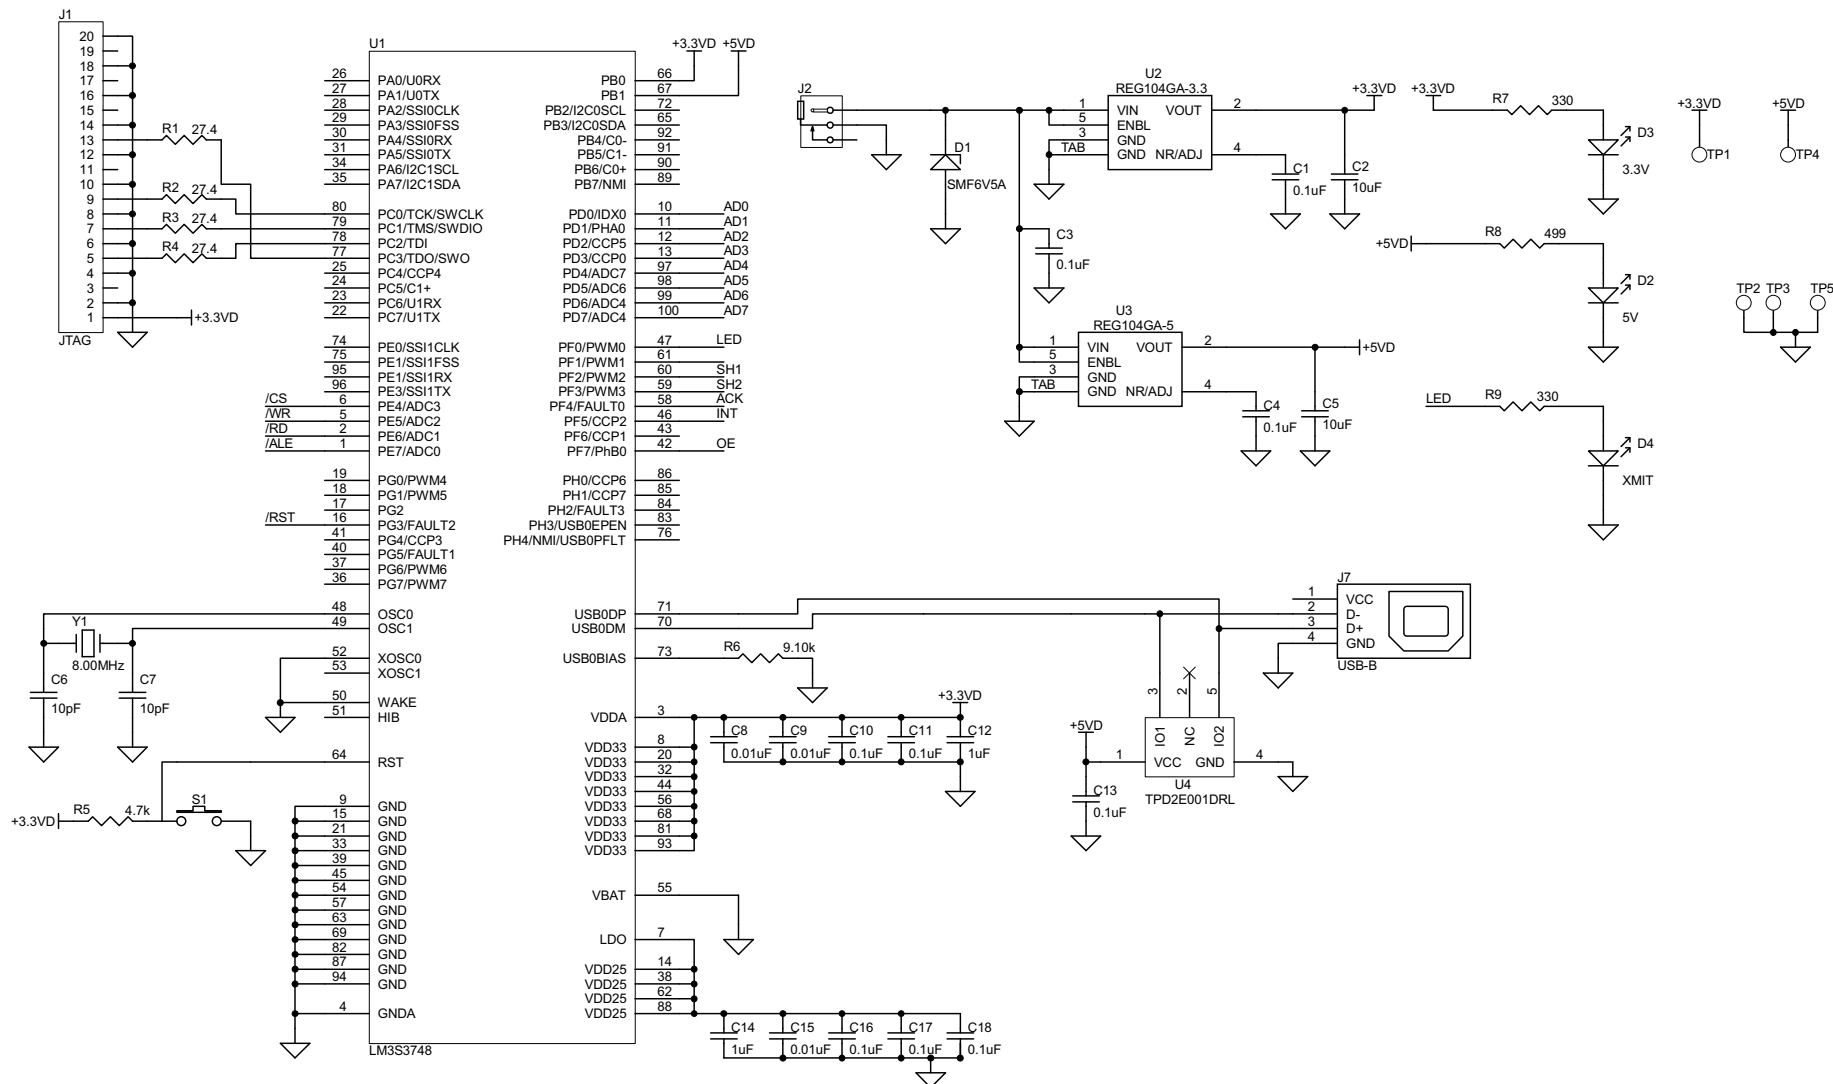 J1
20
19
18
17
16
15
14
13
12
11
10
9
8
7
6
5
4
3
2
1
JTAG
R1 27.4
R2 27.4
R3 27.4
R4 27.4
+3.3VD
U1
26 PA0/U0RX
27 PA1/U0TX
28 PA2/SSI0CLK
29 PA3/SSI0FSS
30 PA4/SSI0RX
31 PA5/SSI0TX
34 PA6/I2C1SCL
35 PA7/I2C1SDA
80 PC0/TCK/SWCLK
79 PC1/TMS/SWDIO
78 PC2/TDI
77 PC3/TDO/SWO
25 PC4/CCP4
24 PC5/C1+
23 PC6/U1RX
22 PC7/U1TX
74 PE0/SSI1CLK
75 PE1/SSI1FSS
95 PE1/SSI1RX
96 PE3/SSI1TX
/CS 6 PE4/ADC3
/WR 5 PE5/ADC2
/RD 2 PE6/ADC1
/ALE 1 PE7/ADC0
19 PG0/PWM4
18 PG1/PWM5
17 PG2
/RST 16 PG3/FAULT2
41 PG4/CCP3
40 PG5/FAULT1
37 PG6/PWM6
36 PG7/PWM7
48 OSC0
49 OSC1
52 XOSC0
53 XOSC1
50 WAKE
51 HIB
64 RST
9 GND
15 GND
21 GND
33 GND
39 GND
45 GND
54 GND
57 GND
63 GND
69 GND
82 GND
87 GND
94 GND
4 GNDA
LM3S3748
Y1
8.00MHz
C6
10pF
C7
10pF
+3.3VD
R5 4.7k
S1
+3.3VD +5VD
PB0 66
PB1 67
PB2/I2C0SCL 72
PB3/I2C0SDA 65
PB4/C0- 92
PB5/C1- 91
PB6/C0+ 90
PB7/NMI 89
PD0/IDX0 10 AD0
PD1/PHA0 11 AD1
PD2/CCP5 12 AD2
PD3/CCP0 13 AD3
PD4/ADC7 97 AD4
PD5/ADC6 98 AD5
PD6/ADC4 99 AD6
PD7/ADC4 100 AD7
PF0/PWM0 47 LED
PF1/PWM1 61
PF2/PWM2 60 SH1
PF3/PWM3 59 SH2
PF4/FAULT0 58 ACK
PF5/CCP2 46 INT
PF6/CCP1 43
PF7/PhB0 42 OE
PH0/CCP6 86
PH1/CCP7 85
PH2/FAULT3 84
PH3/USB0EPEN 83
PH4/NMI/USB0PFLT 76
USB0DP 71
USB0DM 70
USB0BIAS 73
R6 9.10k
VDDA 3
VDD33 8
VDD33 20
VDD33 32
VDD33 44
VDD33 56
VDD33 68
VDD33 81
VDD33 93
VBAT 55
LDO 7
VDD25 14
VDD25 38
VDD25 62
VDD25 88
+3.3VD
C8
0.01uF
C9
0.01uF
C10
0.1uF
C11
0.1uF
C12
1uF
C14
1uF
C15
0.01uF
C16
0.1uF
C17
0.1uF
C18
0.1uF
J2
D1
SMF6V5A
U2
REG104GA-3.3
1 VIN VOUT 2
5 ENBL
3 GND
TAB GND NR/ADJ 4
+3.3VD
C1
0.1uF
C2
10uF
C3
0.1uF
U3
REG104GA-5
1 VIN VOUT 2
5 ENBL
3 GND
TAB GND NR/ADJ 4
+5VD
C4
0.1uF
C5
10uF
+3.3VD R7 330
D3
3.3V
+5VD R8 499
D2
5V
LED R9 330
D4
XMIT
+3.3VD
TP1
+5VD
TP4
TP2 TP3 TP5
J7
1 VCC
2 D-
3 D+
4 GND
USB-B
3 2 5
IO1 NC IO2
+5VD
1 VCC GND 4
U4
TPD2E001DRL
C13
0.1uF